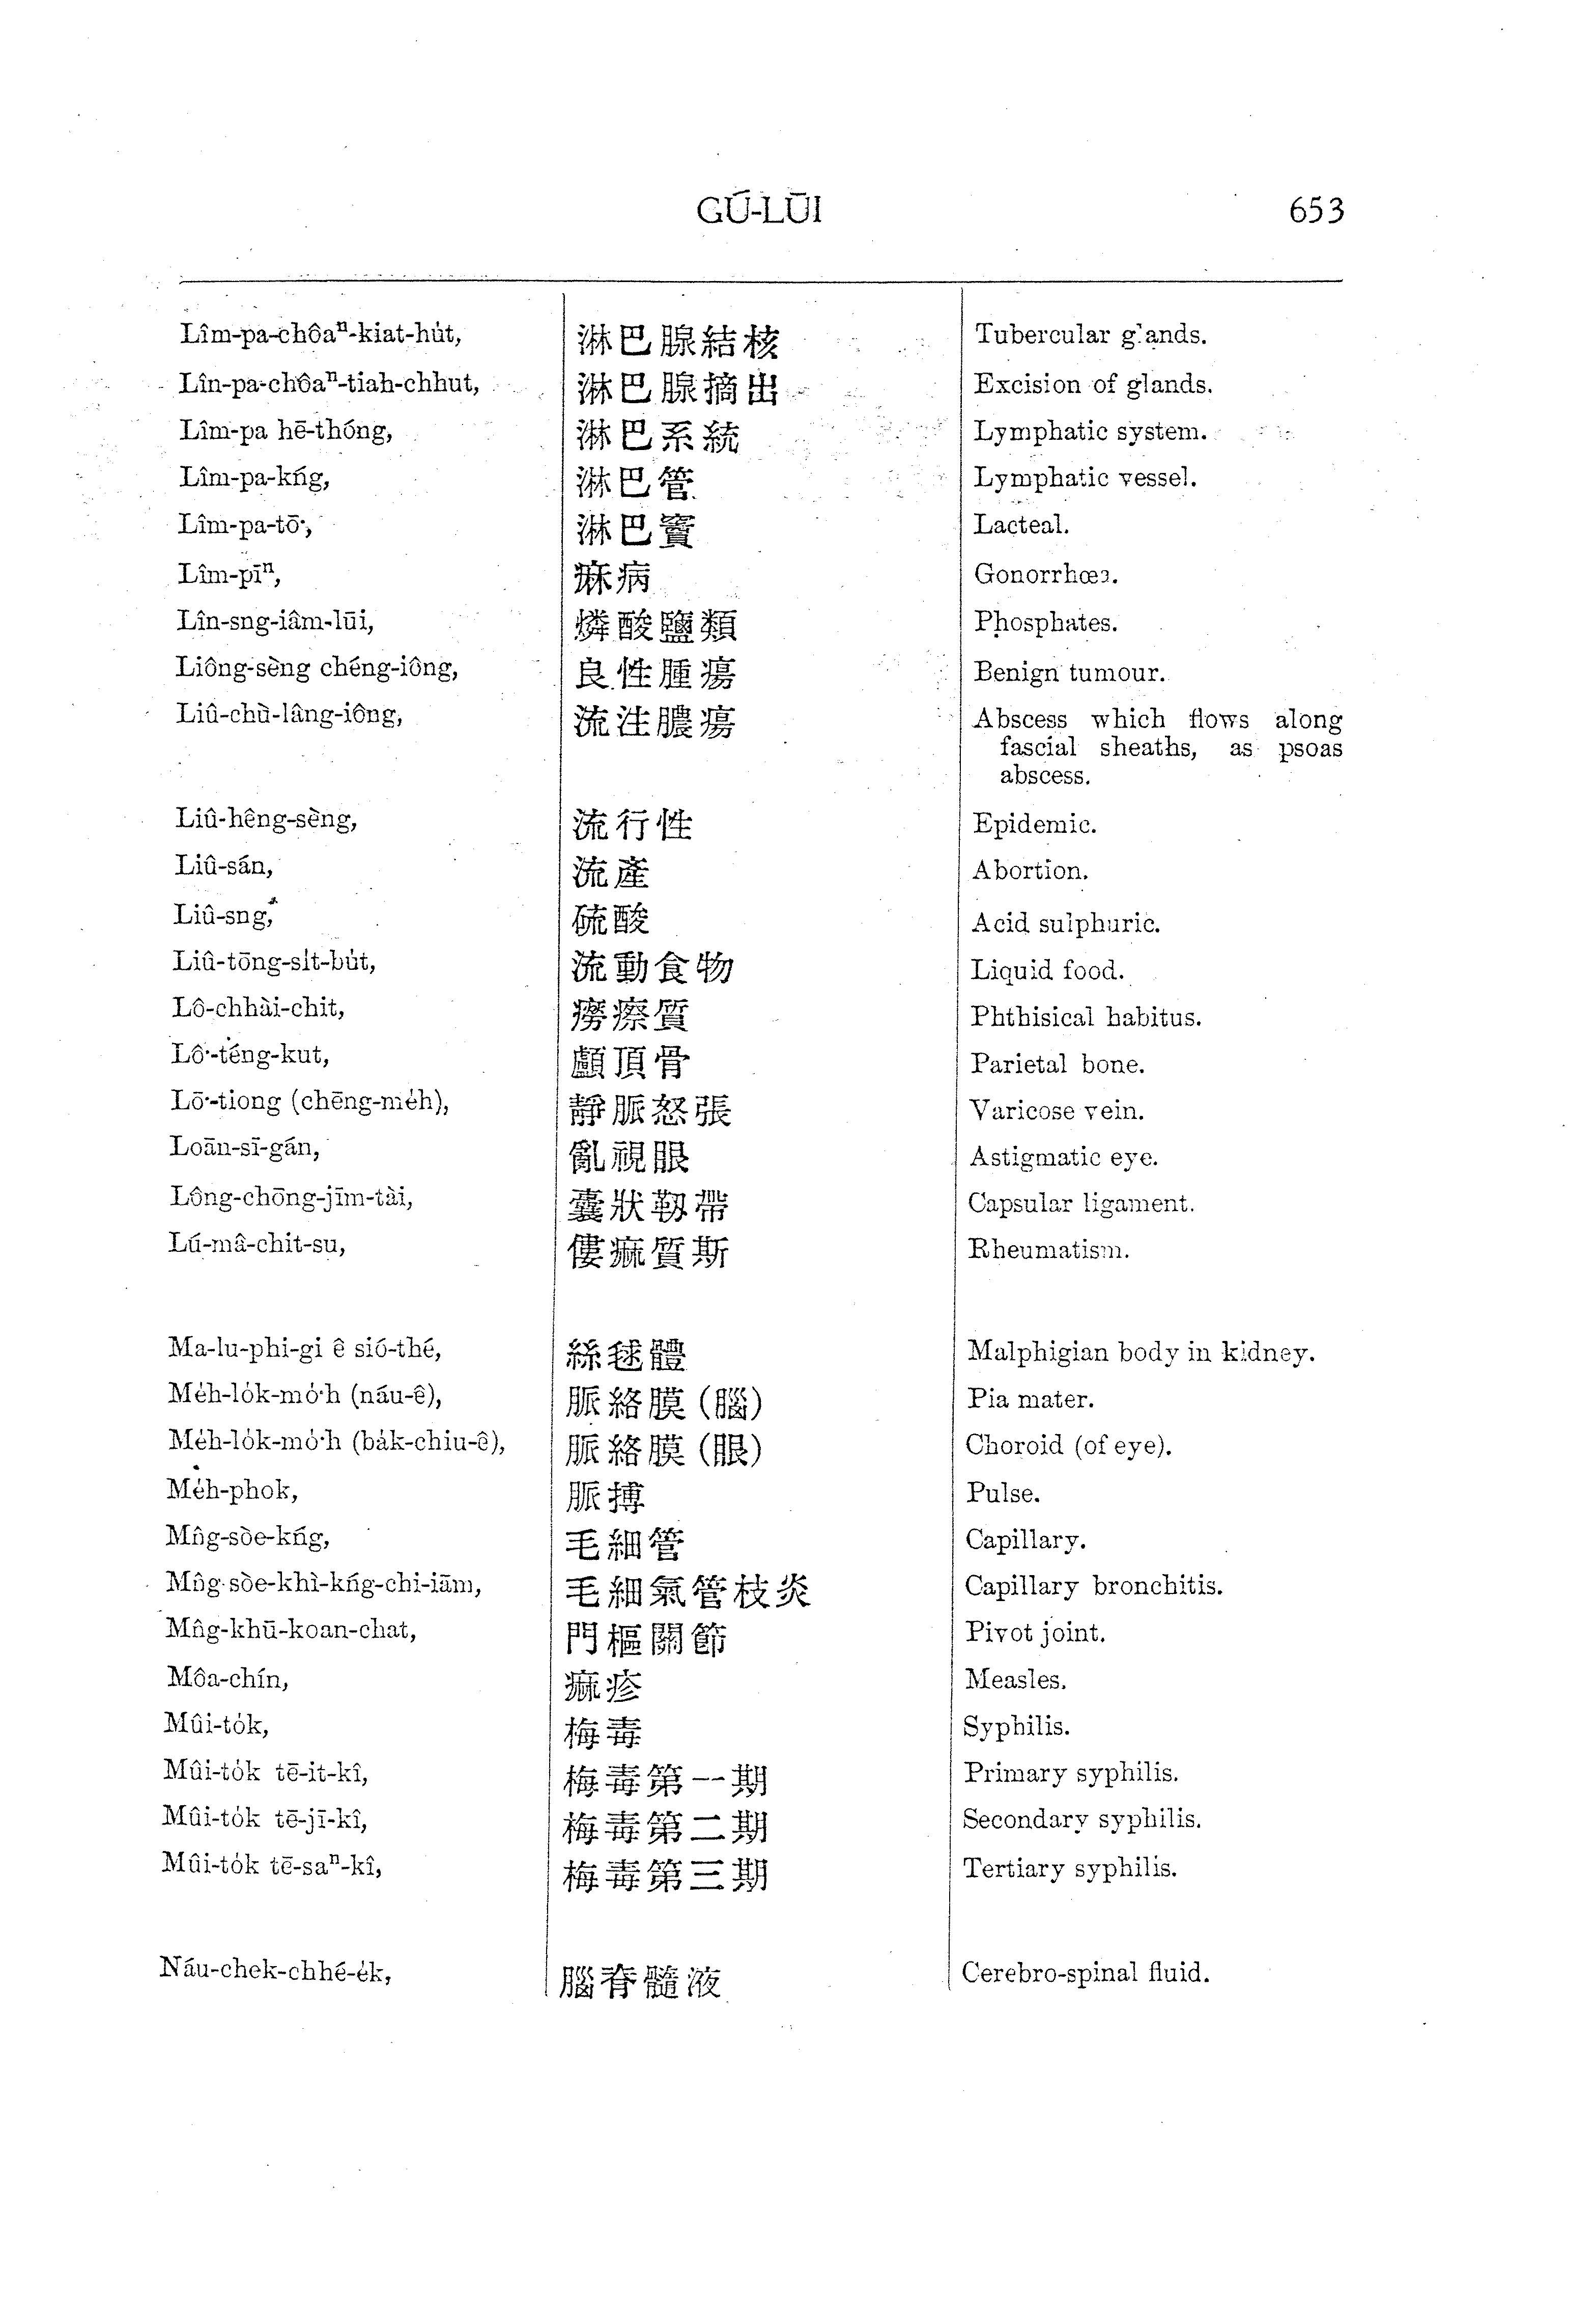 GÚ-LŪI 653
Lîm-pa-chôaⁿ-kiat-hu̍t, 淋巴腺結核 Tubercular glands.
Lîn-pa-chôaⁿ-tiah-chhut, 淋巴腺摘出 Excision of glands.
Lîm-pa hē-thóng, 淋巴系統 Lymphatic system.
Lîm-pa-kńg, 淋巴管 Lymphatic vessel.
Lîm-pa-tō͘, 淋巴竇 Lacteal.
Lîm-pīⁿ, 痳病 Gonorrhœa.
Lîn-sng-iâm-lūi, 燐酸鹽類 Phosphates.
Liông-sèng chéng-iông, 良性腫瘍 Benign tumour.
Liû-chù-lâng-iông, 流注膿瘍 Abscess which flows along
fascial sheaths, as psoas
abscess.
Liû-hêng-sèng, 流行性 Epidemic.
Liû-sán, 流產 Abortion.
Liû-sng, 硫酸 Acid sulphuric.
Liû-tōng-si̍t-bu̍t, 流動食物 Liquid food.
Lô-chhài-chit, 癆瘵質 Phthisical habitus.
Lô͘-téng-kut, 顱頂骨 Parietal bone.
Lō͘-tiong (chēng-me̍h), 靜脈怒張 Varicose vein.
Loān-sī-gán, 亂視眼 Astigmatic eye.
Lông-chōng-jīm-tài, 囊狀韌帶 Capsular ligament.
Lú-mâ-chit-su, 僂痲質斯 Rheumatism.
Ma-lu-phi-gi ê sió-thé, 絲毬體 Malphigian body in kidney.
Me̍h-lo̍k-mo̍͘h (náu-ê), 脈絡膜(腦) Pia mater.
Me̍h-lo̍k-mo̍͘h (ba̍k-chiu-ê), 脈絡膜(眼) Choroid (of eye).
Me̍h-phok, 脈搏 Pulse.
Mn̂g-sòe-kńg, 毛細管 Capillary.
Mn̂g-sòe-khì-kńg-chi-iām, 毛細氣管枝炎 Capillary bronchitis.
Mn̂g-khū-koan-chat, 門樞關節 Pivot joint.
Môa-chín, 痲疹 Measles.
Mûi-to̍k, 梅毒 Syphilis.
Mûi-to̍k tē-it-kî, 梅毒第一期 Primary syphilis.
Mûi-to̍k tē-jī-kî, 梅毒第二期 Secondary syphilis.
Mûi-to̍k tē-saⁿ-kî, 梅毒第三期 Tertiary syphilis.
Náu-chek-chhé-e̍k, 腦脊髓液 Cerebro-spinal fluid.